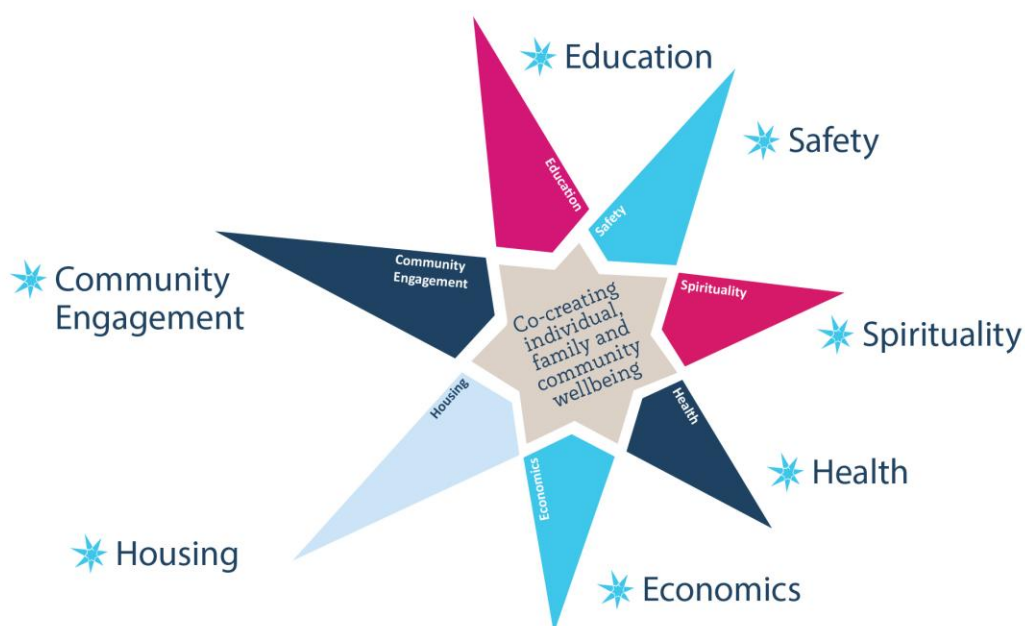 Education
Safety
Education
Safety
Community
Engagement
Community
Engagement
Spirituality
Spirituality
Co-creating
individual,
family and
community
wellbeing
Housing
Health
Health
Economics
Housing
Economics